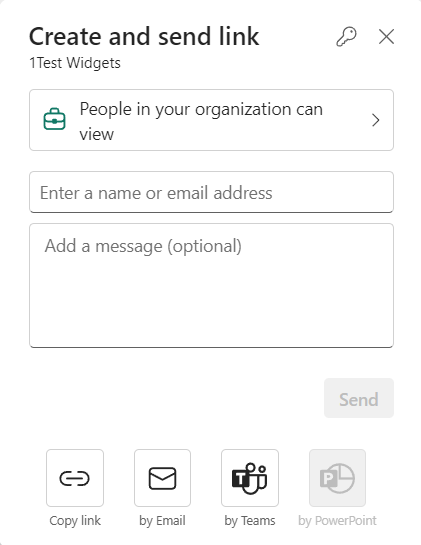 Create and send link
1Test Widgets
People in your organization can
view
Enter a name or email address
Add a message (optional)
Send
Copy link
by Email
by Teams
by PowerPoint